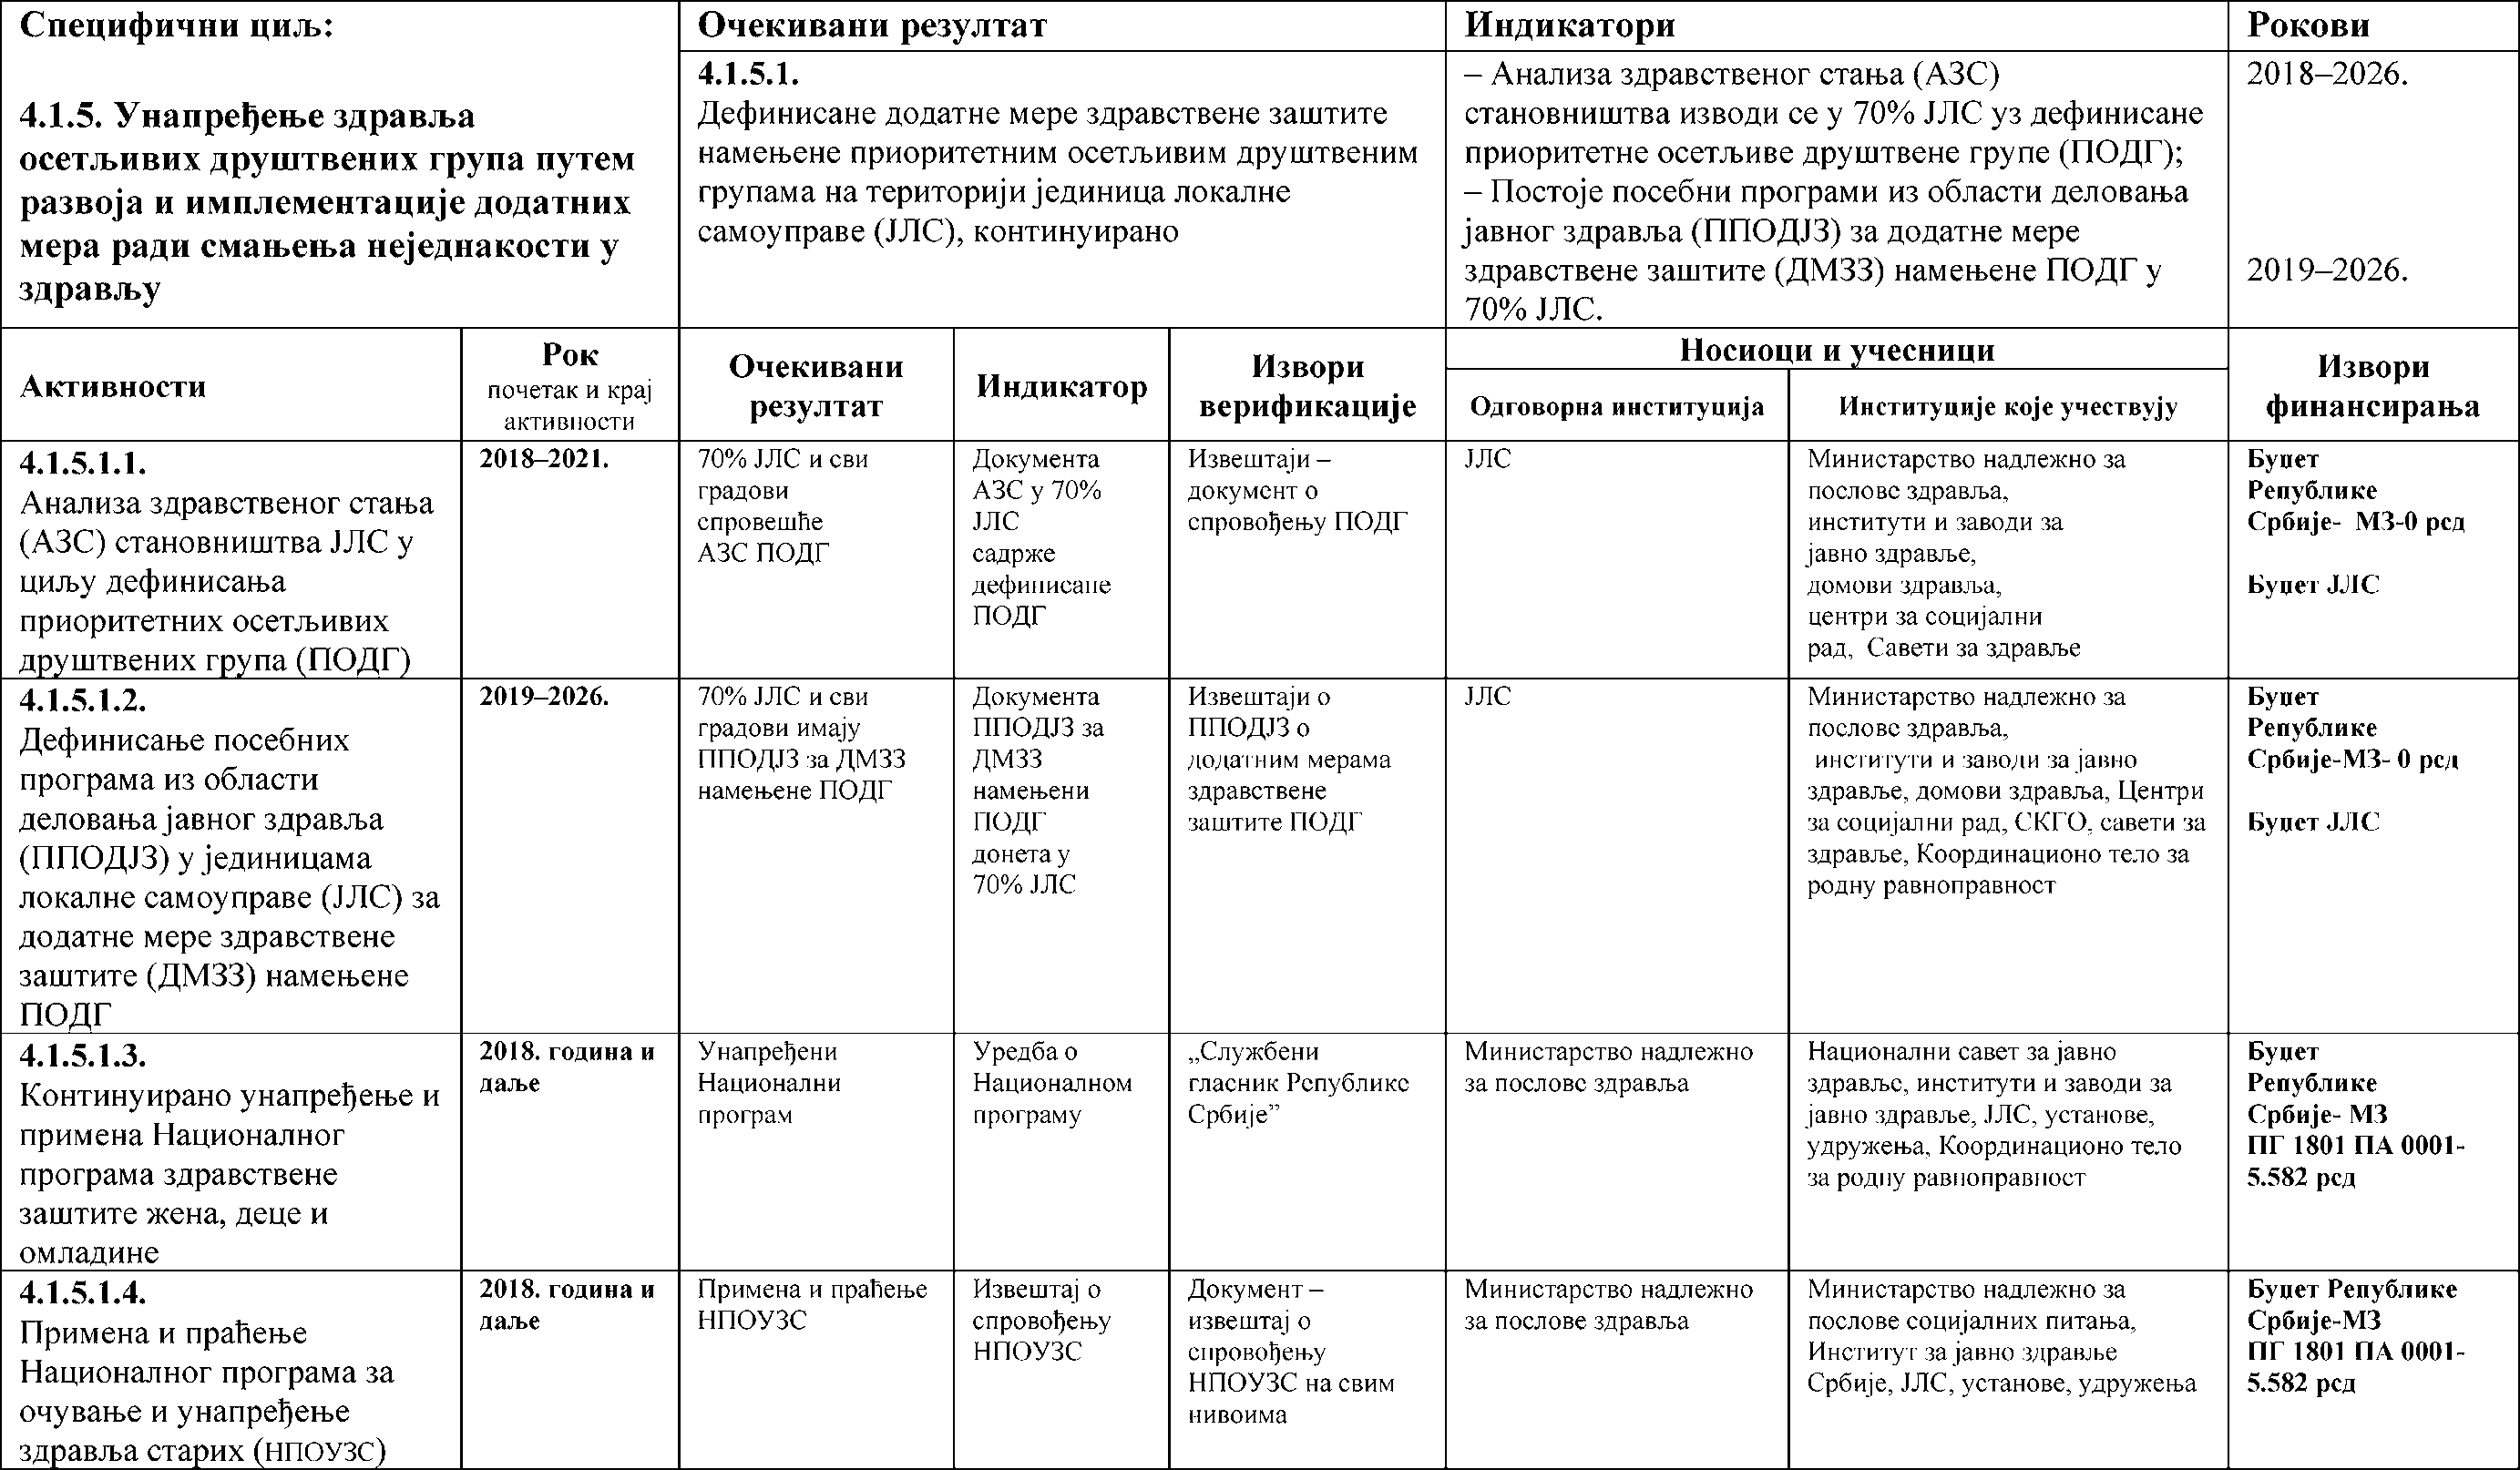 Специфични циљ:
4.1.5. Унапређење здравља
осетљивих друштвених група путем
развоја и имплементације додатних
мера ради смањења неједнакости у
здрављу
Очекивани резултат
4.1.5.1.
Дефинисане додатне мере здравствене заштите
намењене приоритетним осетљивим друштвеним
групама на територији јединица локалне
самоуправе (ЈЛС), континуирано
Индикатори
– Анализа здравственог стања (АЗС)
становништва изводи се у 70% ЈЛС уз дефинисане
приоритетне осетљиве друштвене групе (ПОДГ);
– Постоје посебни програми из области деловања
јавног здравља (ППОДЈЗ) за додатне мере
здравствене заштите (ДМЗЗ) намењене ПОДГ у
70% ЈЛС.
Рокови
2018–2026.
2019–2026.
Активности
Рок
почетак и крај
активности
Очекивани
резултат
Индикатор
Извори
верификације
Носиоци и учесници
Одговорна институција
Институције које учествују
Извори
финансирања
4.1.5.1.1.
Анализа здравственог стања
(АЗС) становништва ЈЛС у
циљу дефинисања
приоритетних осетљивих
друштвених група (ПОДГ)
2018–2021.
70% ЈЛС и сви
градови
спровешће
АЗС ПОДГ
Документа
АЗС у 70%
ЈЛС
садрже
дефинисане
ПОДГ
Извештаји –
документ о
спровођењу ПОДГ
ЈЛС
Министарство надлежно за
послове здравља,
институти и заводи за
јавно здравље,
домови здравља,
центри за социјални
рад,  Савети за здравље
Буџет
Републике
Србије-  МЗ-0 рсд
Буџет ЈЛС
4.1.5.1.2.
Дефинисање посебних
програма из области
деловања јавног здравља
(ППОДЈЗ) у јединицама
локалне самоуправе (ЈЛС) за
додатне мере здравствене
заштите (ДМЗЗ) намењене
ПОДГ
2019–2026.
70% ЈЛС и сви
градови имају
ППОДЈЗ за ДМЗЗ
намењене ПОДГ
Документа
ППОДЈЗ за
ДМЗЗ
намењени
ПОДГ
донета у
70% ЈЛС
Извештаји о
ППОДЈЗ о
додатним мерама
здравствене
заштите ПОДГ
ЈЛС
Министарство надлежно за
послове здравља,
институти и заводи за јавно
здравље, домови здравља, Центри
за социјални рад, СКГО, савети за
здравље, Координационо тело за
родну равноправност
Буџет
Републике
Србије-МЗ- 0 рсд
Буџет ЈЛС
4.1.5.1.3.
Континуирано унапређење и
примена Националног
програма здравствене
заштите жена, деце и
омладине
2018. година и
даље
Унапређени
Национални
програм
Уредба о
Националном
програму
„Службени
гласник Републике
Србије”
Министарство надлежно
за послове здравља
Национални савет за јавно
здравље, институти и заводи за
јавно здравље, ЈЛС, установе,
удружења, Координационо тело
за родну равноправност
Буџет
Републике
Србије- МЗ
ПГ 1801 ПА 0001-
5.582 рсд
4.1.5.1.4.
Примена и праћење
Националног програма за
очување и унапређење
здравља старих (НПОУЗС)
2018. година и
даље
Примена и праћење
НПОУЗС
Извештај о
спровођењу
НПОУЗС
Документ –
извештај о
спровођењу
НПОУЗС на свим
нивоима
Министарство надлежно
за послове здравља
Министарство надлежно за
послове социјалних питања,
Институт за јавно здравље
Србије, ЈЛС, установе, удружења
Буџет Републике
Србије-МЗ
ПГ 1801 ПА 0001-
5.582 рсд